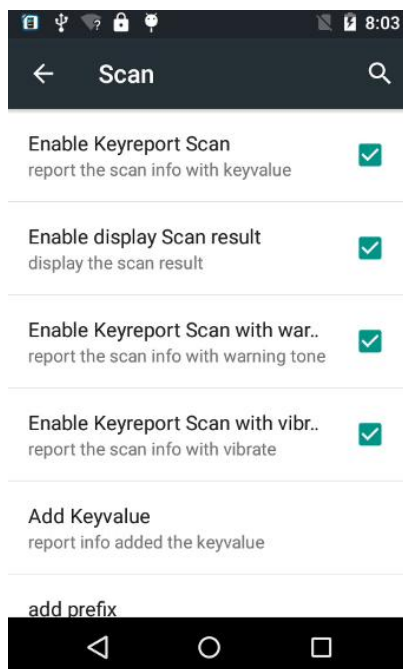 8:03
Scan
Enable Keyreport Scan
report the scan info with keyvalue
Enable display Scan result
display the scan result
Enable Keyreport Scan with war..
report the scan info with warning tone
Enable Keyreport Scan with vibr..
report the scan info with vibrate
Add Keyvalue
report info added the keyvalue
add prefix